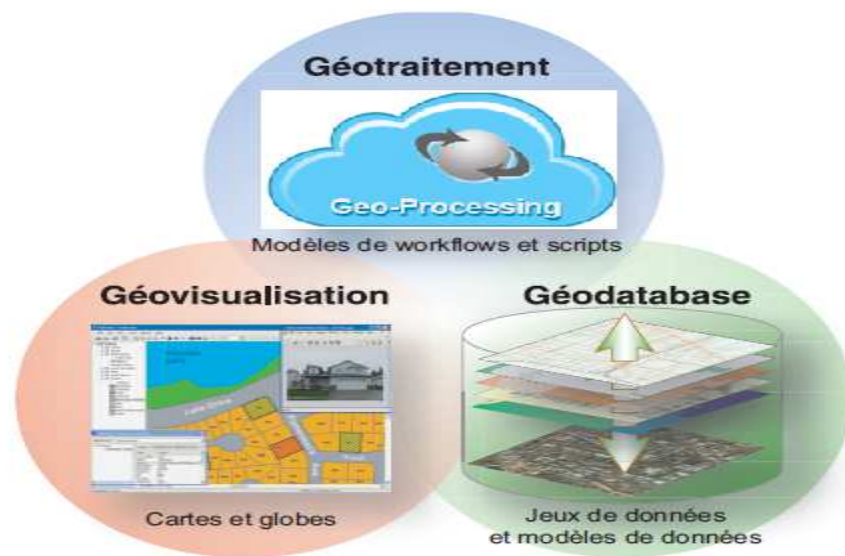 Géotraitement
Geo-Processing
Modèles de workflows et scripts
Géovisualisation
Géodatabase
Cartes et globes
Jeux de données
et modèles de données